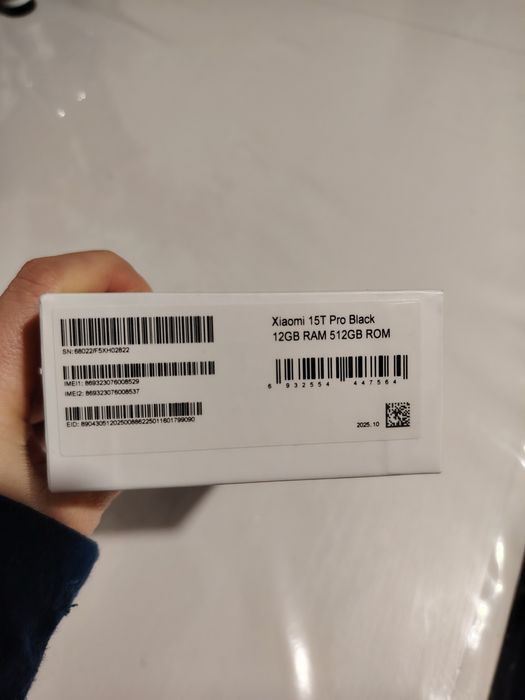 Xiaomi 15T Pro Black
12GB RAM 512GB ROM
SN:68022/F5XH02822
IMEI1: 869323076008529
IMEI2: 869323076008537
EID: 89043051202500886225011601799090
6 932554 447564
2025.10